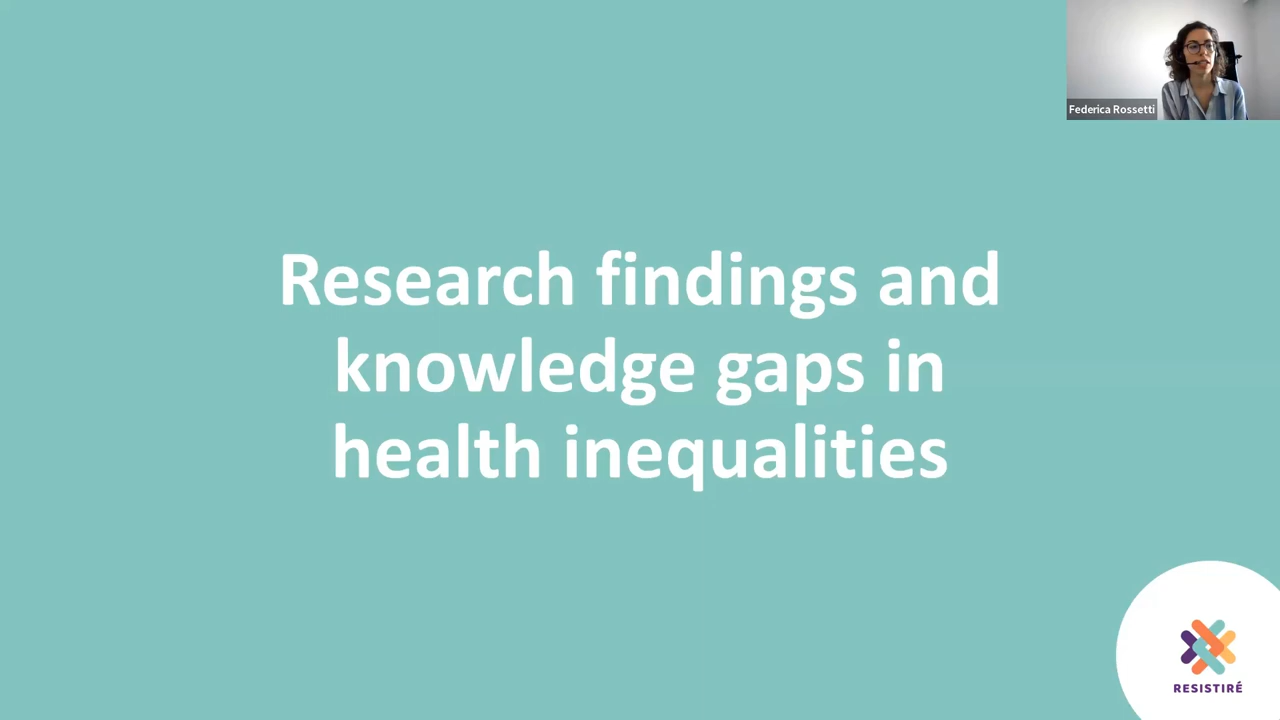 Federica Rossetti
Research findings and
knowledge gaps in
health inequalities
RESISTIRÉ